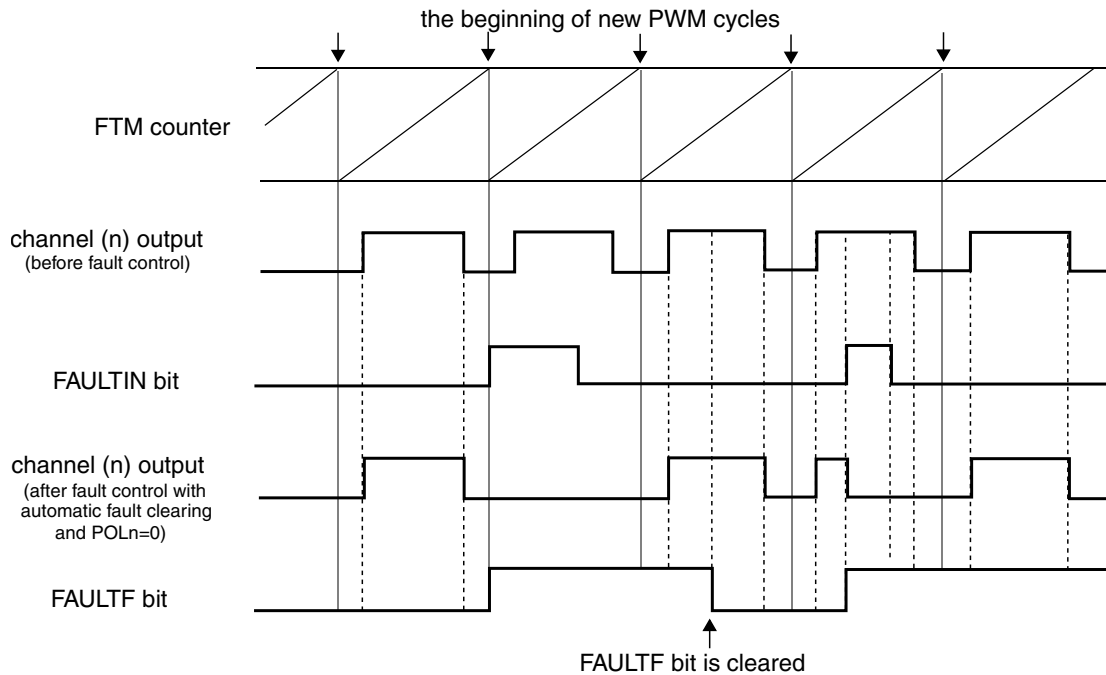 the beginning of new PWM cycles
FTM counter
channel (n) output
(before fault control)
FAULTIN bit
channel (n) output
(after fault control with
automatic fault clearing
and POLn=0)
FAULTF bit
FAULTF bit is cleared